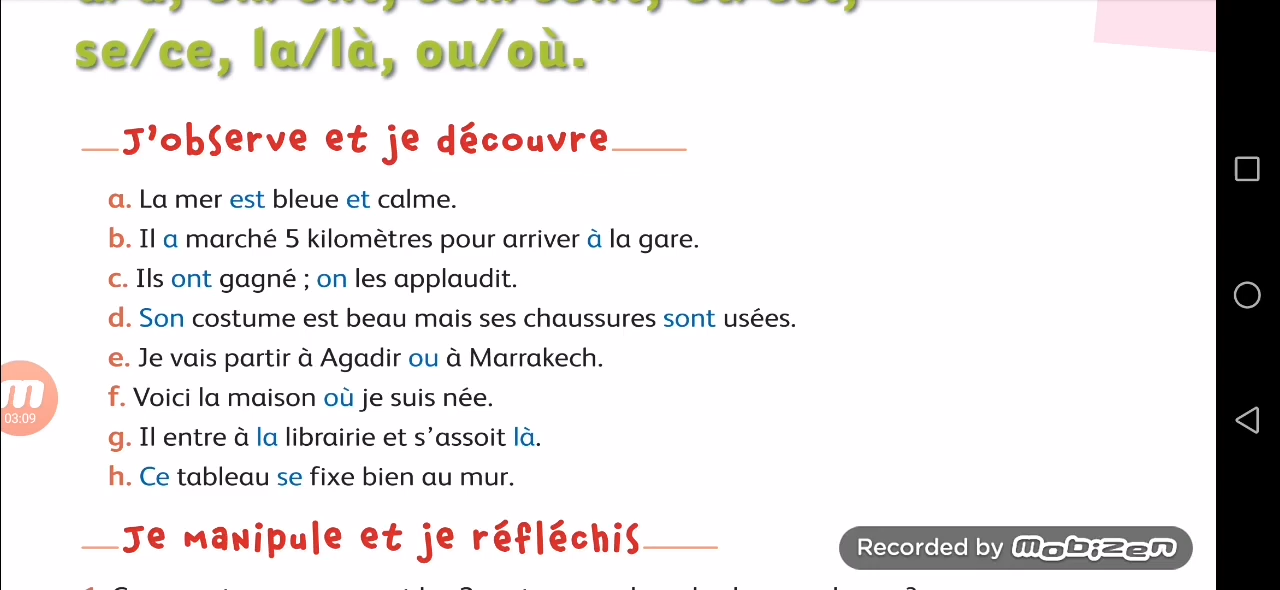 se/ce, la/là, ou/où.
J'observe et je découvre
a. La mer est bleue et calme.
b. Il a marché 5 kilomètres pour arriver à la gare.
c. Ils ont gagné ; on les applaudit.
d. Son costume est beau mais ses chaussures sont usées.
e. Je vais partir à Agadir ou à Marrakech.
f. Voici la maison où je suis née.
g. Il entre à la librairie et s'assoit là.
h. Ce tableau se fixe bien au mur.
Je manipule et je réfléchis
03:09
Recorded by mobizen